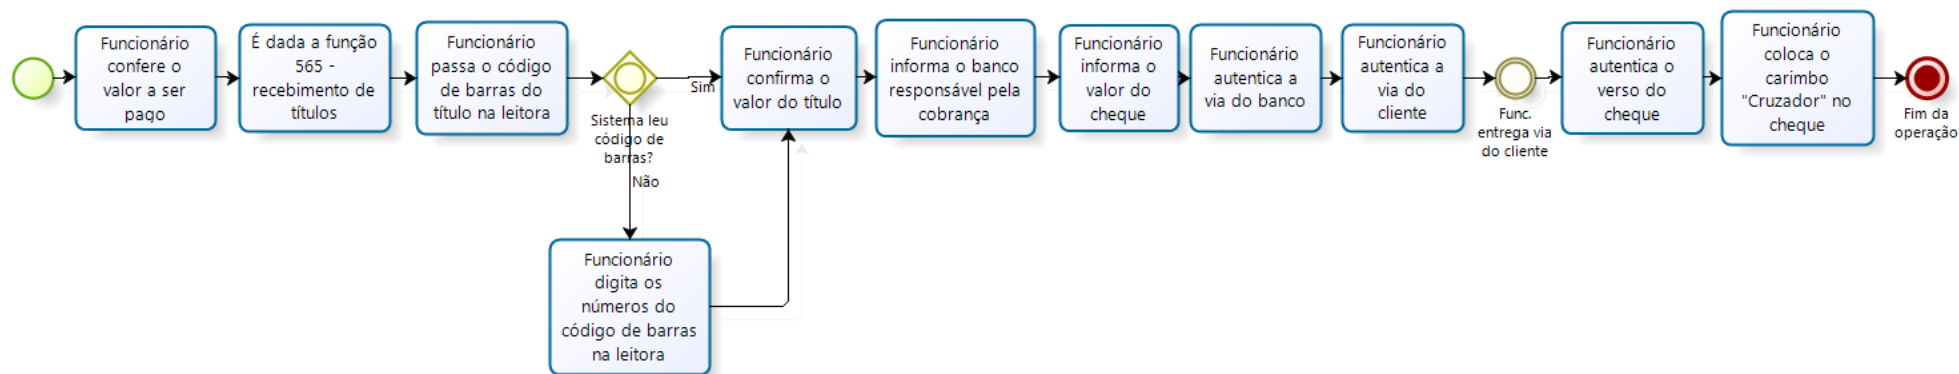 Funcionário
confere o
valor a ser
pago
É dada a função
565 -
recebimento de
títulos
Funcionário
passa o código
de barras do
título na leitora
Sistema leu
código de
barras?
Sim
Não
Funcionário
digita os
números do
código de barras
na leitora
Funcionário
confirma o
valor do título
Funcionário
informa o banco
responsável pela
cobrança
Funcionário
informa o
valor do
cheque
Funcionário
autentica a
via do banco
Funcionário
autentica a
via do
cliente
Func.
entrega via
do cliente
Funcionário
autentica o
verso do
cheque
Funcionário
coloca o
carimbo
"Cruzador" no
cheque
Fim da
operação